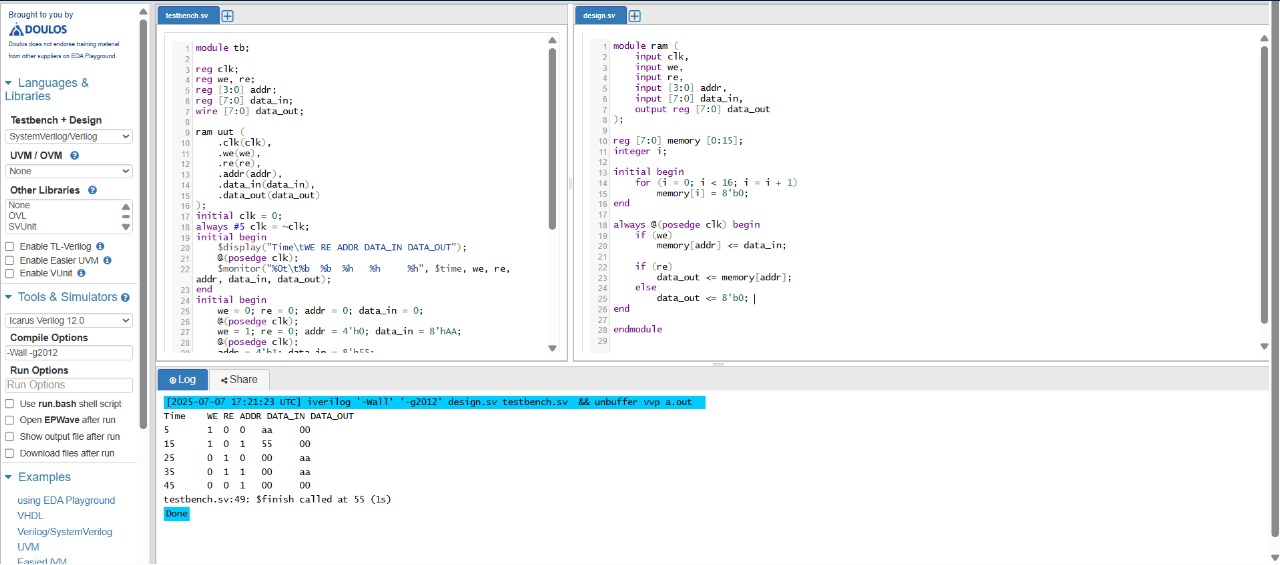 Brought to you by
DOULOS
Doulos does not endorse training material
from other suppliers on EDA Playground.
Languages &
Libraries
Testbench + Design
SystemVerilog/Verilog
UVM / OVM
None
Other Libraries
None
OVL
SVUnit
Enable TL-Verilog
Enable Easier UVM
Enable VUnit
Tools & Simulators
Icarus Verilog 12.0
Compile Options
-Wall -g2012
Run Options
Run Options
Use run.bash shell script
Open EPWave after run
Show output file after run
Download files after run
Examples
using EDA Playground
VHDL
Verilog/SystemVerilog
UVM
EasierUVM
testbench.sv
1 module tb;
2
3 reg clk;
4 reg we, re;
5 reg [3:0] addr;
6 reg [7:0] data_in;
7 wire [7:0] data_out;
8
9 ram uut (
10 .clk(clk),
11 .we(we),
12 .re(re),
13 .addr(addr),
14 .data_in(data_in),
15 .data_out(data_out)
16 );
17 initial clk = 0;
18 always #5 clk = ~clk;
19 initial begin
20 $display("Time\tWE RE ADDR DATA_IN DATA_OUT");
21 @(posedge clk);
22 $monitor("%0t\t%b %b %h %h %h", $time, we, re,
addr, data_in, data_out);
23 end
24 initial begin
25 we = 0; re = 0; addr = 0; data_in = 0;
26 @(posedge clk);
27 we = 1; re = 0; addr = 4'h0; data_in = 8'hAA;
28 @(posedge clk);
29 addr = 4'h1; data_in = 8'h55;
design.sv
1 module ram (
2 input clk,
3 input we,
4 input re,
5 input [3:0] addr,
6 input [7:0] data_in,
7 output reg [7:0] data_out
8 );
9
10 reg [7:0] memory [0:15];
11 integer i;
12
13 initial begin
14 for (i = 0; i < 16; i = i + 1)
15 memory[i] = 8'b0;
16 end
17
18 always @(posedge clk) begin
19 if (we)
20 memory[addr] <= data_in;
21
22 if (re)
23 data_out <= memory[addr];
24 else
25 data_out <= 8'b0;
26 end
27
28 endmodule
29
Log
Share
[2025-07-07 17:21:23 UTC] iverilog '-Wall' '-g2012' design.sv testbench.sv && unbuffer vvp a.out
Time WE RE ADDR DATA_IN DATA_OUT
5 1 0 0 aa 00
15 1 0 1 55 00
25 0 1 0 00 aa
35 0 1 1 00 aa
45 0 0 1 00 00
testbench.sv:49: $finish called at 55 (1s)
Done